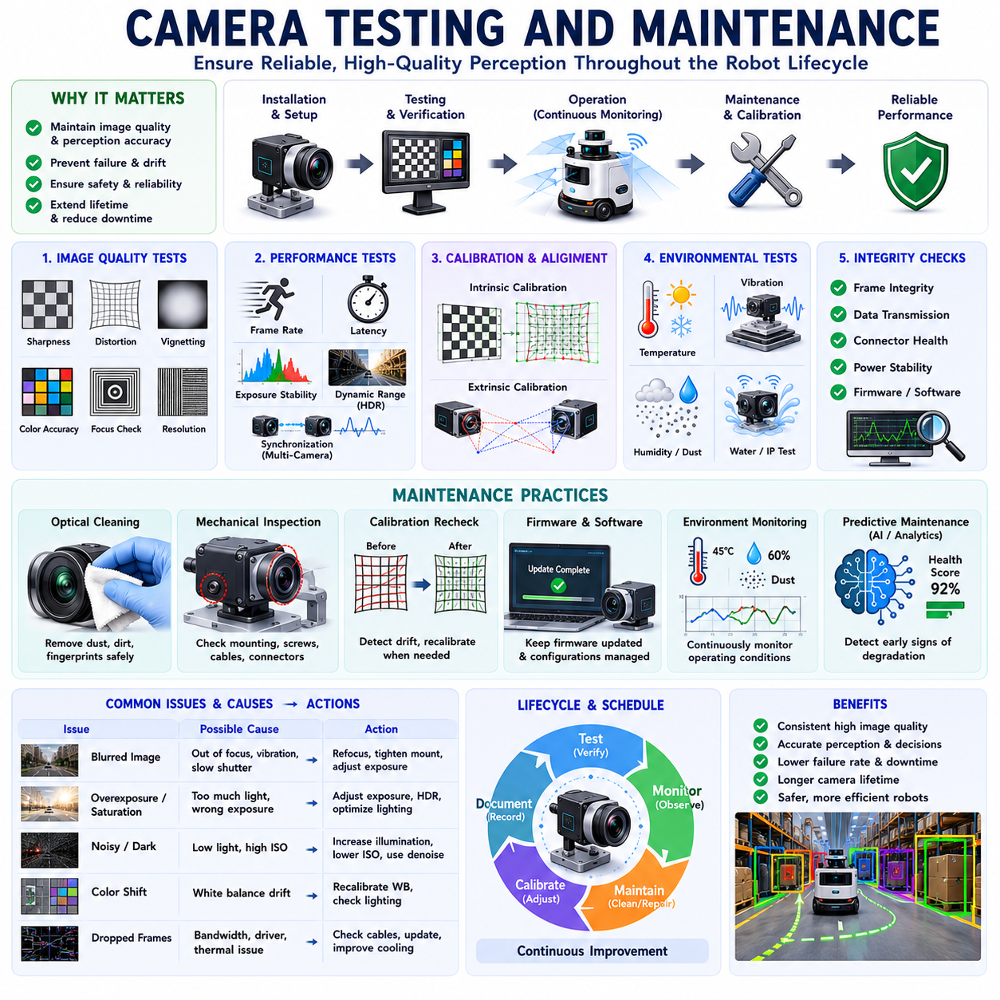 CAMERA TESTING AND MAINTENANCE
Ensure Reliable, High-Quality Perception Throughout the Robot Lifecycle
WHY IT MATTERS
Maintain image quality
& perception accuracy
Prevent failure & drift
Ensure safety & reliability
Extend lifetime
& reduce downtime
Installation
& Setup
Testing
& Verification
Operation
(Continuous Monitoring)
Maintenance
& Calibration
Reliable
Performance
1. IMAGE QUALITY TESTS
Sharpness
Distortion
Vignetting
Color Accuracy
Focus Check
Resolution
2. PERFORMANCE TESTS
Frame Rate
Latency
Exposure Stability
Dynamic Range
(HDR)
Synchronization
(Multi-Camera)
3. CALIBRATION & ALIGIMENT
Intrinsic Calibration
Extrinsic Calibration
4. ENVIRONMENTAL TESTS
Temperature
Vibration
Humidity / Dust
Water / IP Test
5. INTEGRITY CHECKS
Frame Integrity
Data Transmission
Connector Health
Power Stability
Firmware / Software
MAINTENANCE PRACTICES
Optical Cleaning
Remove dust, dirt,
fingerprints safely
Mechanical Inspection
Check mounting, screws,
cables, connectors
Calibration Recheck
Before
After
Detect drift, recalibrate
when needed
Firmware & Software
Update Complete
Keep firmware updated
& configurations managed
Environment Monitoring
45°C
60%
Dust
Continuously monitor
operating conditions
Predictive Maintenance
(AI / Analytics)
Health
Score
92%
Detect early signs of
degradation
COMMON ISSUES & CAUSES → ACTIONS
Issue
Possible Cause
Action
Blurred Image
Out of focus, vibration,
slow shutter
Refocus, tighten mount,
adjust exposure
Overexposure /
Saturation
Too much light,
wrong exposure
Adjust exposure, HDR,
optimize lighting
Noisy / Dark
Low light, high ISO
Increase illumination,
lower ISO, use denoise
Color Shift
White balance drift
Recalibrate WB,
check lighting
Dropped Frames
Bandwidth, driver,
thermal issue
Check cables, update,
improve cooling
LIFECYCLE & SCHEDULE
Test
(Verify)
Monitor
(Observe)
Maintain
(Clean/Repair)
Calibrate
(Adjust)
Document
(Record)
Continuous Improvement
BENEFITS
Consistent high image quality
Accurate perception & decisions
Lower failure rate & downtime
Longer camera lifetime
Safer, more efficient robots